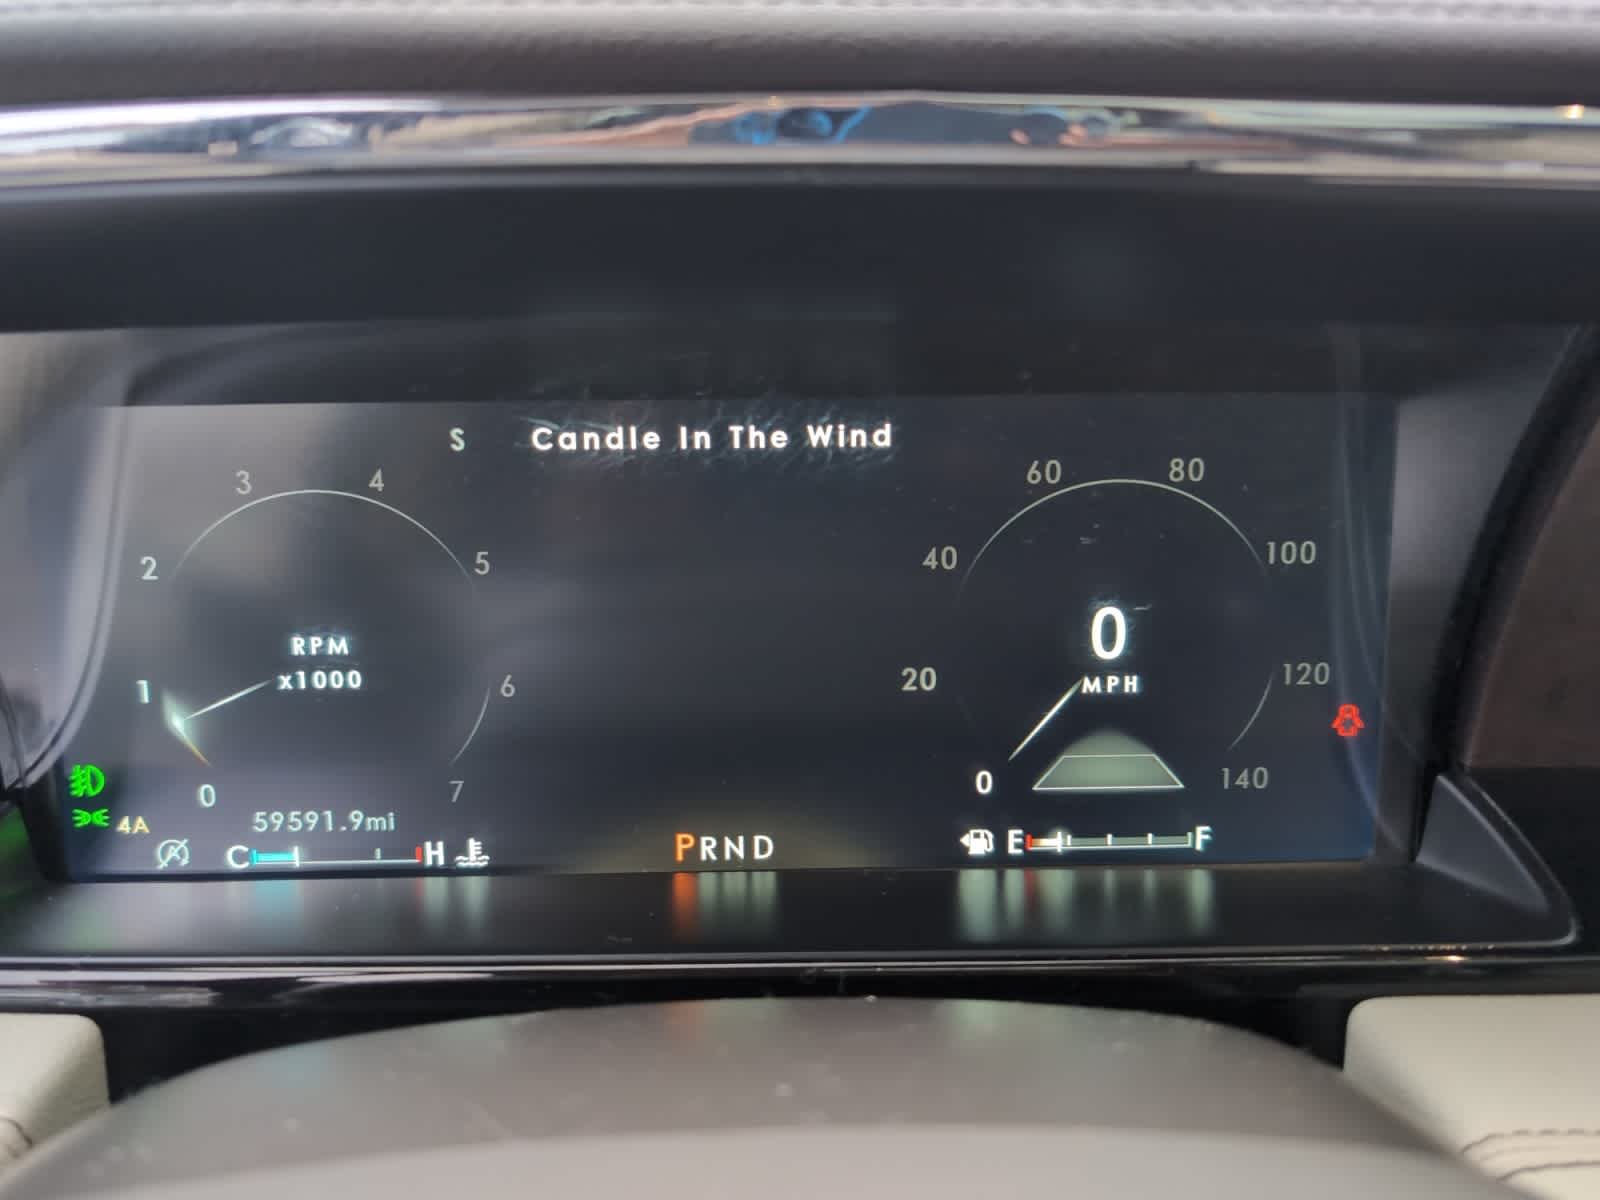 S Candle In The Wind
3 4
60 80
2 5
40 100
0
RPM
x1000
MPH
1 6
20 120
0 7
0 140
59591.9mi
4A
C H
PRND
E F